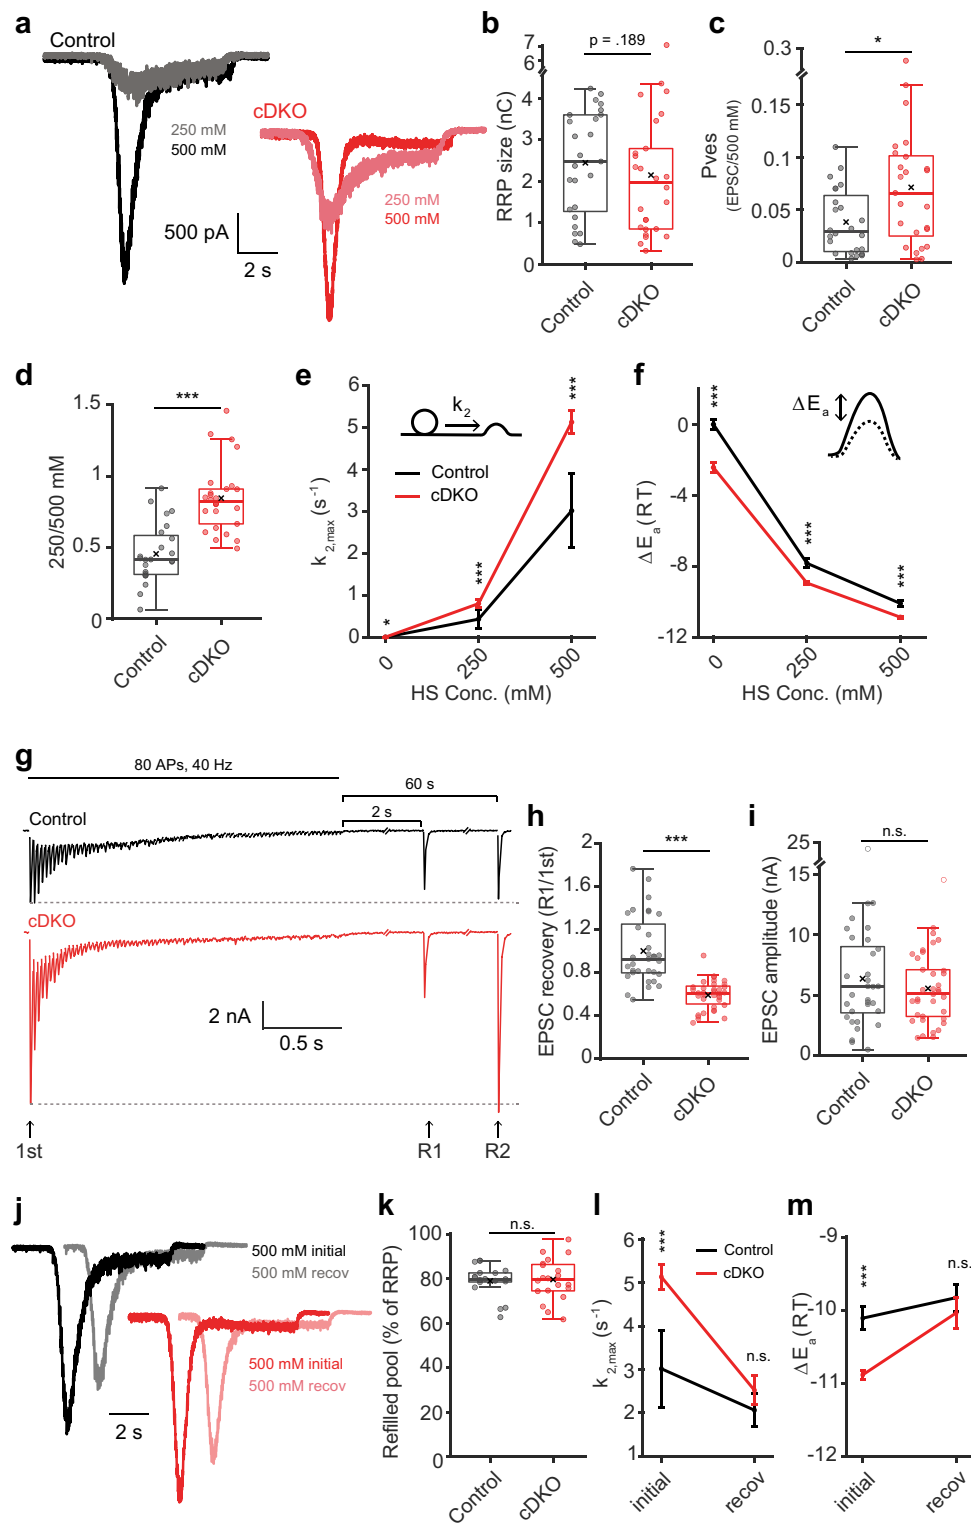 a
Control
250 mM
500 mM
cDKO
250 mM
500 mM
500 pA
2 s
b
p = .189
RRP size (nC)
7
6
4
3
2
1
0
Control
cDKO
c
*
Pves
(EPSC/500 mM)
0.3
0.15
0.1
0.05
0
Control
cDKO
d
***
250/500 mM
1.5
1
0.5
0
Control
cDKO
e
k2
Control
cDKO
k2,max (s-1)
6
5
3
2
1
0
*
***
***
0
250
500
HS Conc. (mM)
f
ΔEa
ΔEa (RT)
0
-4
-8
-12
***
***
***
0
250
500
HS Conc. (mM)
g
80 APs, 40 Hz
60 s
2 s
Control
cDKO
2 nA
0.5 s
1st
R1
R2
h
***
EPSC recovery (R1/1st)
2
1.6
1.2
0.8
0.4
0
Control
cDKO
i
n.s.
EPSC amplitude (nA)
25
15
10
5
0
Control
cDKO
j
500 mM initial
500 mM recov
500 mM initial
500 mM recov
2 s
k
n.s.
Refilled pool (% of RRP)
100
80
60
40
20
0
Control
cDKO
l
Control
cDKO
***
n.s.
k2,max (s-1)
6
5
3
2
1
initial
recov
m
***
n.s.
ΔEa (RT)
-10
-11
-12
initial
recov